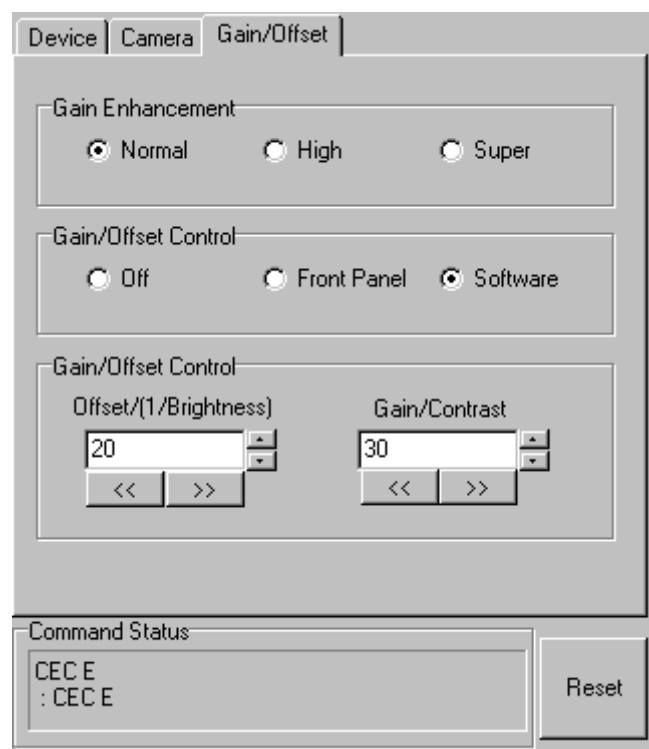 Device Camera Gain/Offset
Gain Enhancement
Normal High Super
Gain/Offset Control
Off Front Panel Software
Gain/Offset Control
Offset/(1/Brightness) Gain/Contrast
20 30
<< >> << >>
Command Status
CEC E
: CEC E
Reset